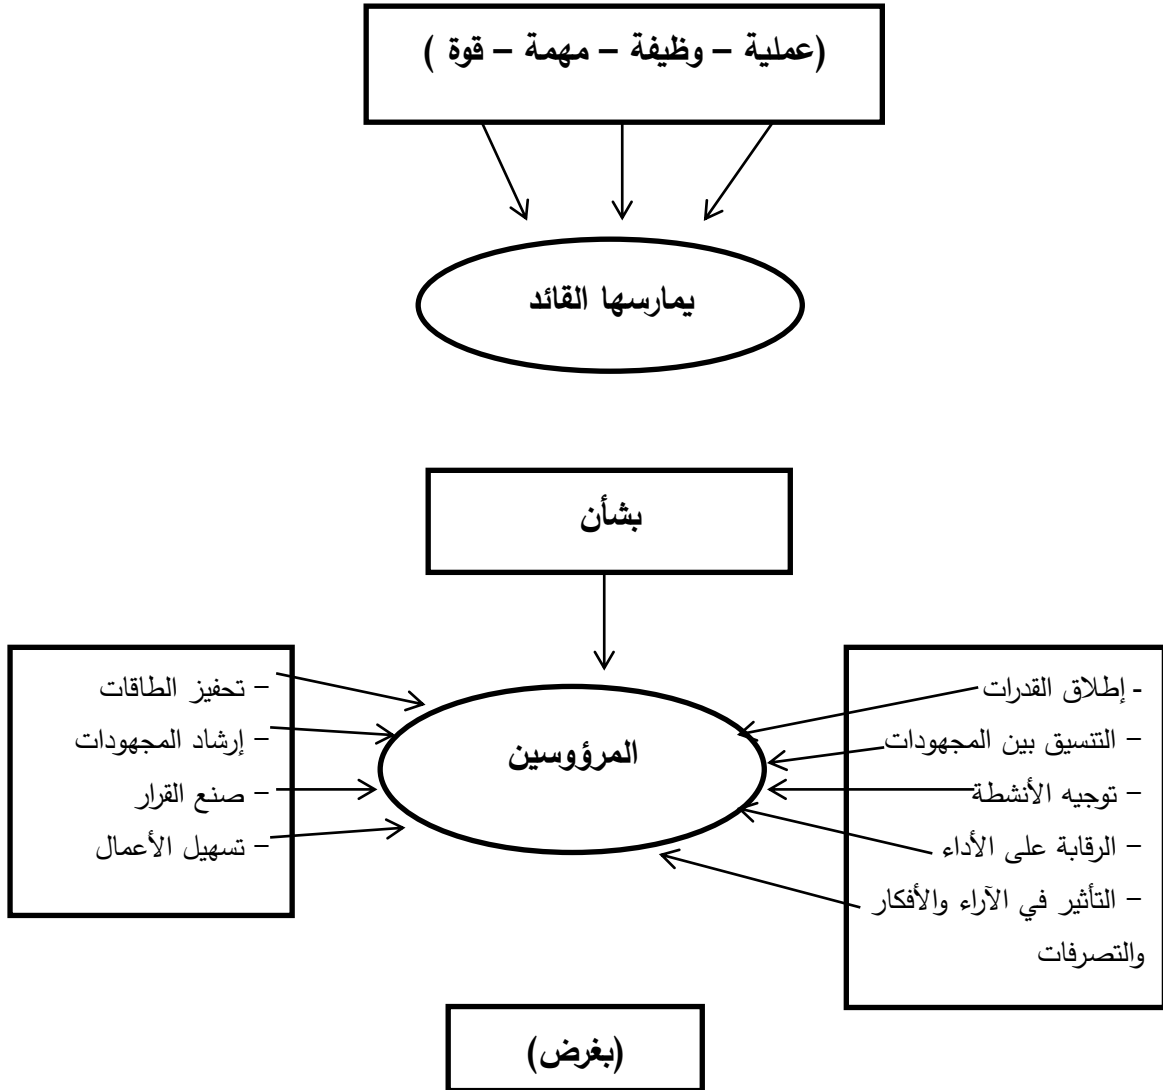 (عملية – وظيفة – مهمة – قوة )
يمارسها القائد
بشأن
المرؤوسين
- إطلاق القدرات
– التنسيق بين المجهودات
– توجيه الأنشطة
– الرقابة على الأداء
– التأثير في الآراء والأفكار
والتصرفات
– تحفيز الطاقات
– إرشاد المجهودات
– صنع القرار
– تسهيل الأعمال
(بغرض)